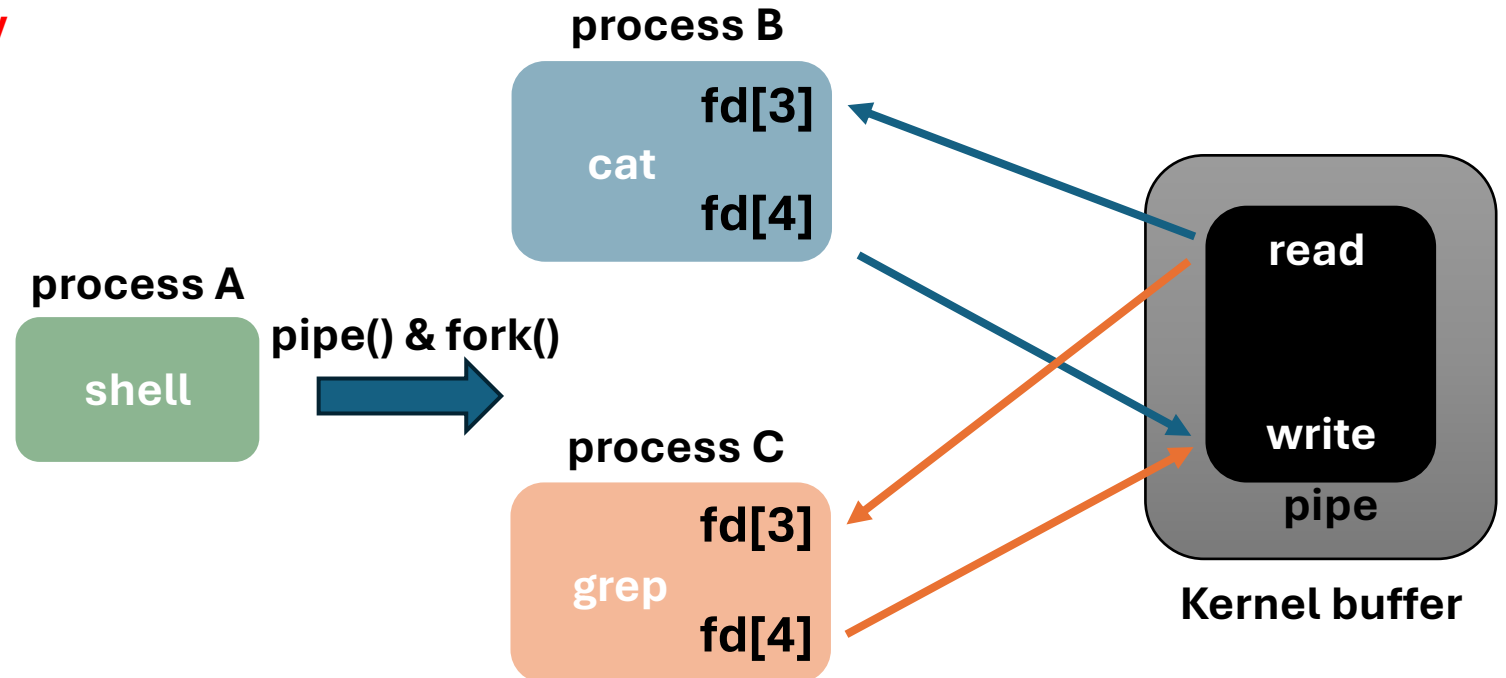 process B
fd[3]
cat
fd[4]
process A
shell
pipe() & fork()
process C
fd[3]
grep
fd[4]
read
write
pipe
Kernel buffer